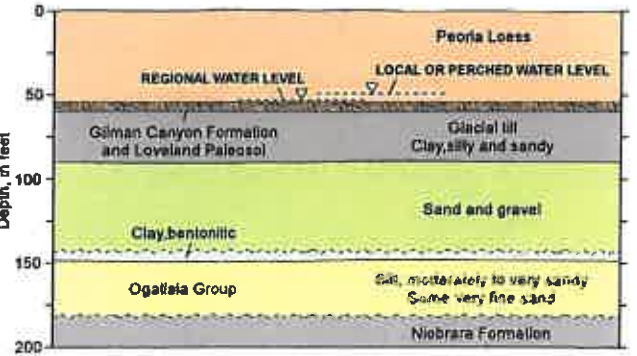 0
Peoria Loess
REGIONAL WATER LEVEL
LOCAL OR PERCHED WATER LEVEL
50
Gilman Canyon Formation
and Loveland Paleosol
Glacial till
Clay,silty and sandy
100
Depth, in feet
Sand and gravel
Clay,bentonitic
150
Ogallala Group
Silt, moderately to very sandy
Some very fine sand
Niobrara Formation
200